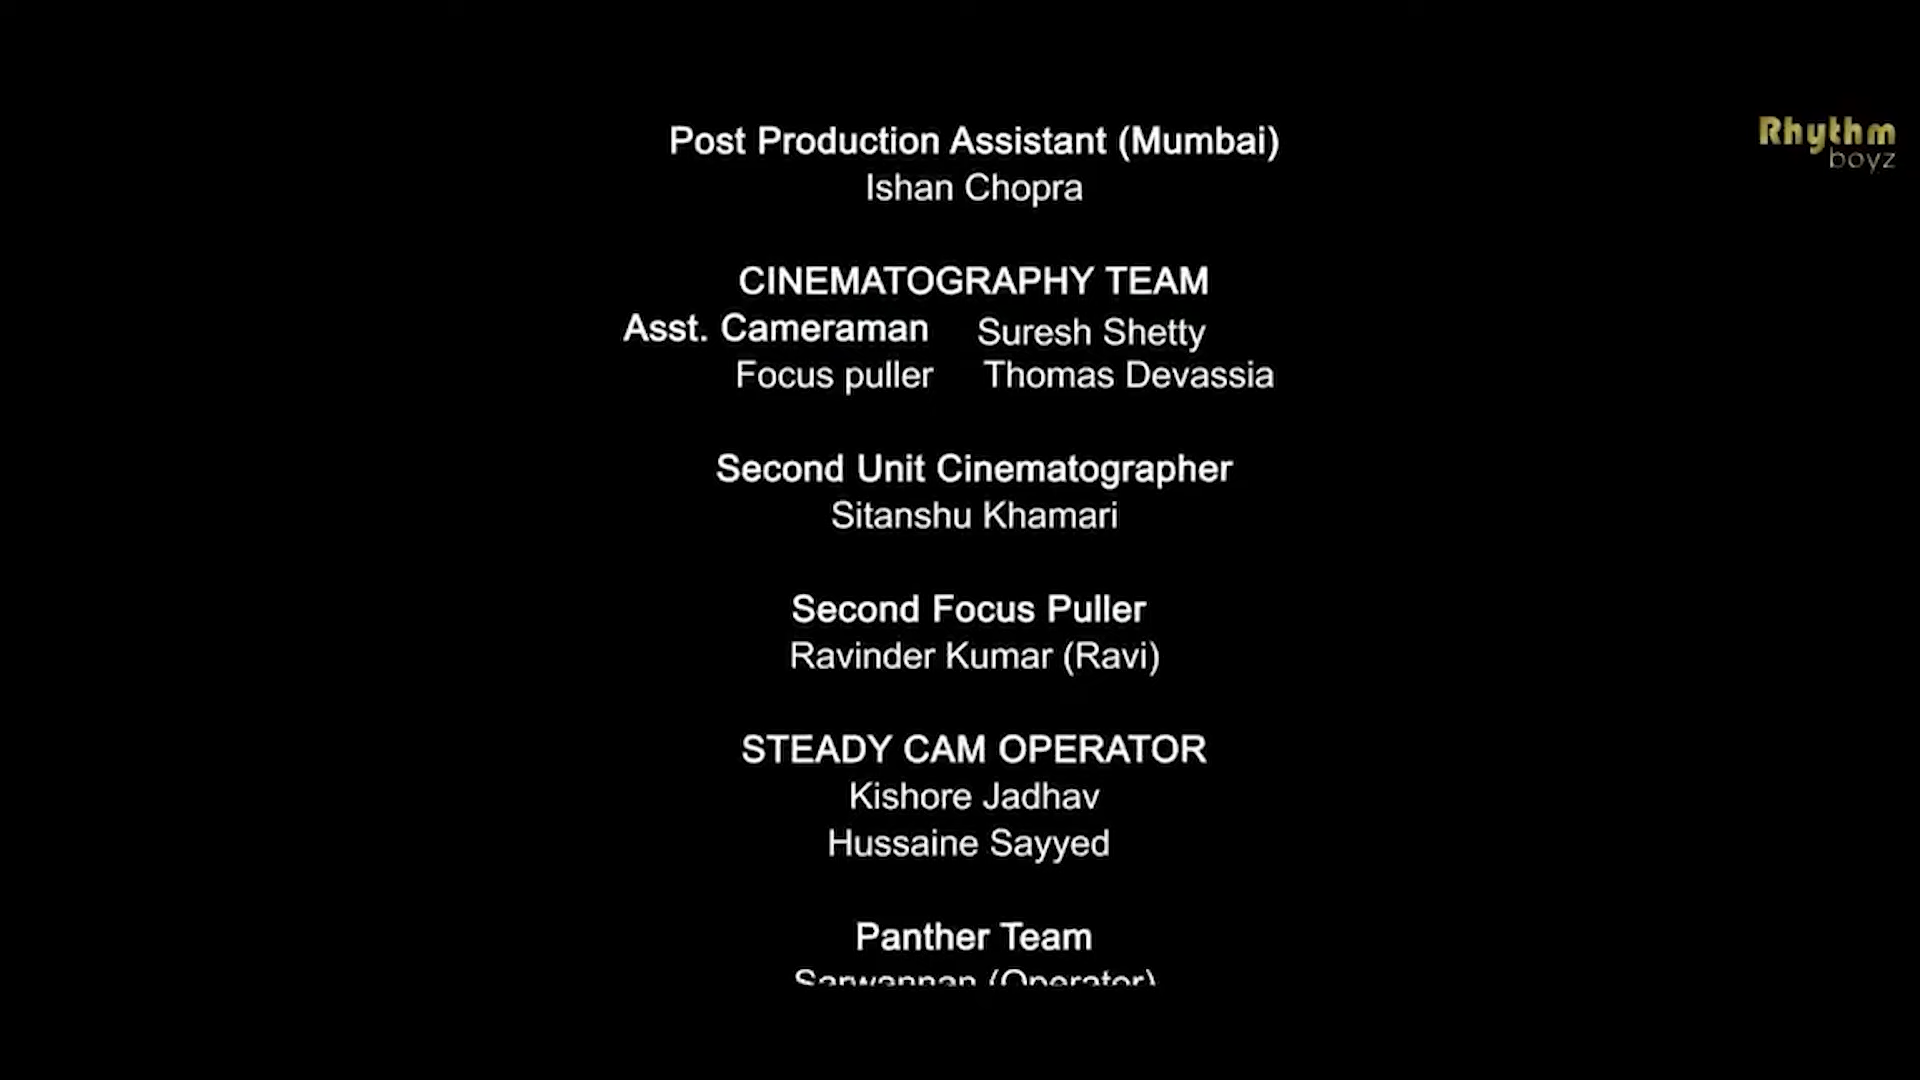 Post Production Assistant (Mumbai)
Ishan Chopra
Rhythm
boyz
CINEMATOGRAPHY TEAM
Asst. Cameraman Suresh Shetty
Focus puller Thomas Devassia
Second Unit Cinematographer
Sitanshu Khamari
Second Focus Puller
Ravinder Kumar (Ravi)
STEADY CAM OPERATOR
Kishore Jadhav
Hussaine Sayyed
Panther Team
Sarwannan (Operator)